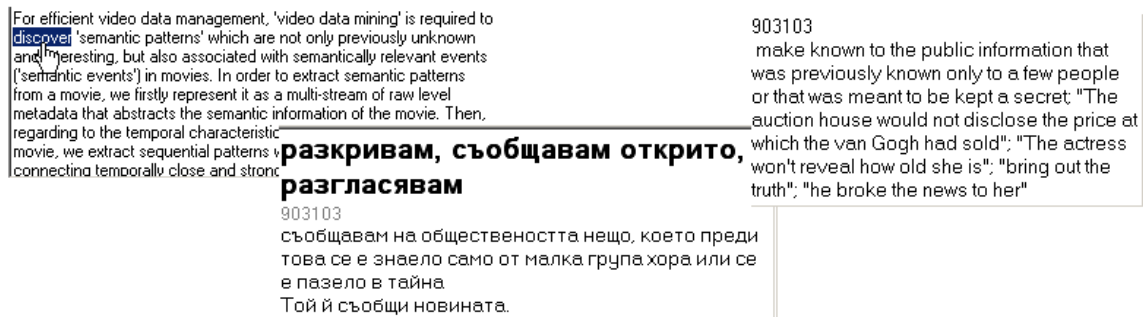 For efficient video data management, 'video data mining' is required to
discover 'semantic patterns' which are not only previously unknown
and interesting, but also associated with semantically relevant events
('semantic events') in movies. In order to extract semantic patterns
from a movie, we firstly represent it as a multi-stream of raw level
metadata that abstracts the semantic information of the movie. Then,
regarding to the temporal characteristic
movie, we extract sequential patterns
connecting temporally close and
разкривам, съобщавам открито,
разгласявам
903103
съобщавам на обществеността нещо, което преди
това се е знаело само от малка група хора или се
е пазело в тайна
Той й съобщи новината.
903103
make known to the public information that
was previously known only to a few people
or that was meant to be kept a secret; "The
auction house would not disclose the price at
which the van Gogh had sold"; "The actress
won't reveal how old she is"; "bring out the
truth"; "he broke the news to her"